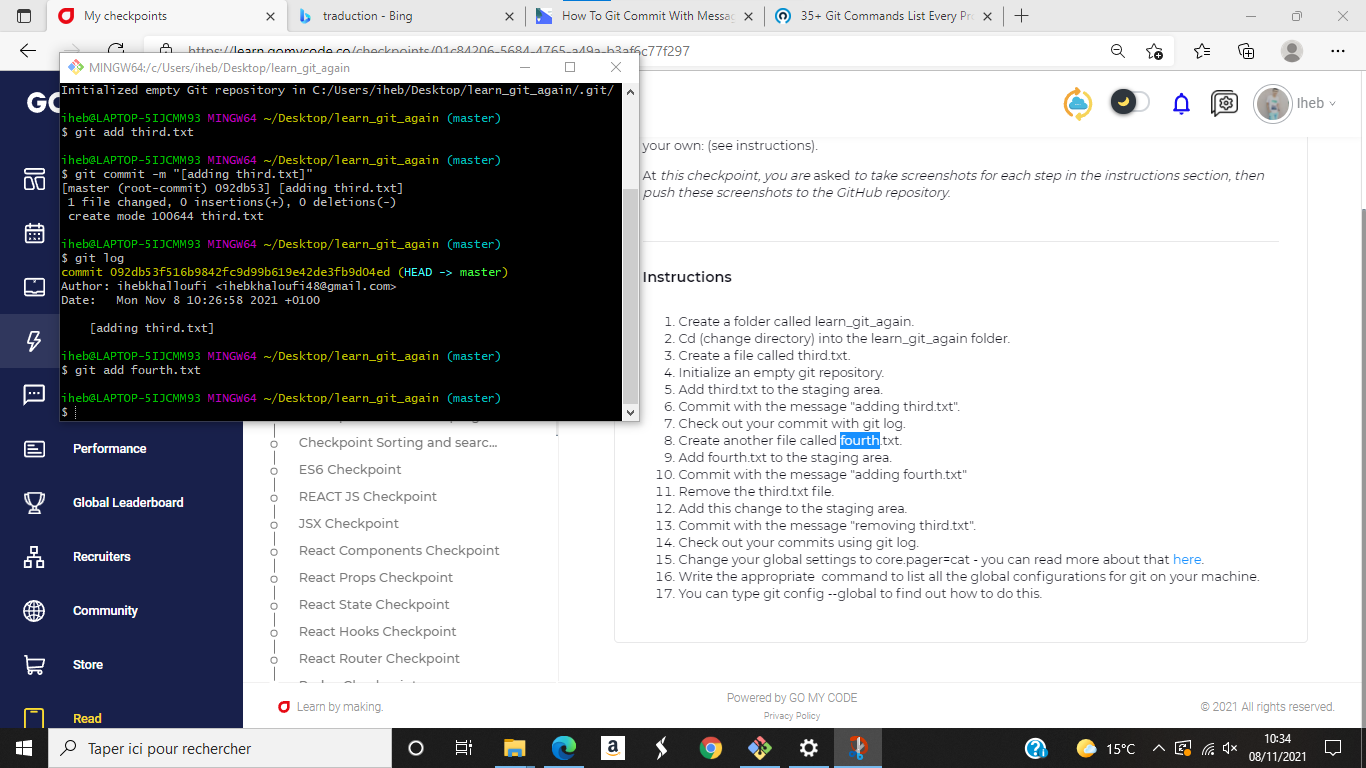 My checkpoints
traduction - Bing
How To Git Commit With Messag
35+ Git Commands List Every Pro
https://learn.gomycode.co/checkpoints/01c84206-5684-4765-a49a-b3af6c77f297
MINGW64:/c/Users/iheb/Desktop/learn_git_again
Initialized empty Git repository in C:/Users/iheb/Desktop/learn_git_again/.git/
iheb@LAPTOP-5IJCMM93 MINGW64 ~/Desktop/learn_git_again (master)
$ git add third.txt
iheb@LAPTOP-5IJCMM93 MINGW64 ~/Desktop/learn_git_again (master)
$ git commit -m "[adding third.txt]"
[master (root-commit) 092db53] [adding third.txt]
1 file changed, 0 insertions(+), 0 deletions(-)
create mode 100644 third.txt
iheb@LAPTOP-5IJCMM93 MINGW64 ~/Desktop/learn_git_again (master)
$ git log
commit 092db53f516b9842fc9d99b619e42de3fb9d04ed (HEAD -> master)
Author: ihebkhalloufi <ihebkhaloufi48@gmail.com>
Date:   Mon Nov 8 10:26:58 2021 +0100
[adding third.txt]
iheb@LAPTOP-5IJCMM93 MINGW64 ~/Desktop/learn_git_again (master)
$ git add fourth.txt
iheb@LAPTOP-5IJCMM93 MINGW64 ~/Desktop/learn_git_again (master)
$
GO
Iheb
your own: (see instructions).
At this checkpoint, you are asked to take screenshots for each step in the instructions section, then
push these screenshots to the GitHub repository.
Instructions
1. Create a folder called learn_git_again.
2. Cd (change directory) into the learn_git_again folder.
3. Create a file called third.txt.
4. Initialize an empty git repository.
5. Add third.txt to the staging area.
6. Commit with the message "adding third.txt".
7. Check out your commit with git log.
8. Create another file called fourth.txt.
9. Add fourth.txt to the staging area.
10. Commit with the message "adding fourth.txt"
11. Remove the third.txt file.
12. Add this change to the staging area.
13. Commit with the message "removing third.txt".
14. Check out your commits using git log.
15. Change your global settings to core.pager=cat - you can read more about that here.
16. Write the appropriate  command to list all the global configurations for git on your machine.
17. You can type git config --global to find out how to do this.
Performance
Global Leaderboard
Recruiters
Community
Store
Read
Checkpoint Sorting and searc...
ES6 Checkpoint
REACT JS Checkpoint
JSX Checkpoint
React Components Checkpoint
React Props Checkpoint
React State Checkpoint
React Hooks Checkpoint
React Router Checkpoint
Learn by making.
Powered by GO MY CODE
Privacy Policy
© 2021 All rights reserved.
Taper ici pour rechercher
15°C
10:34
08/11/2021